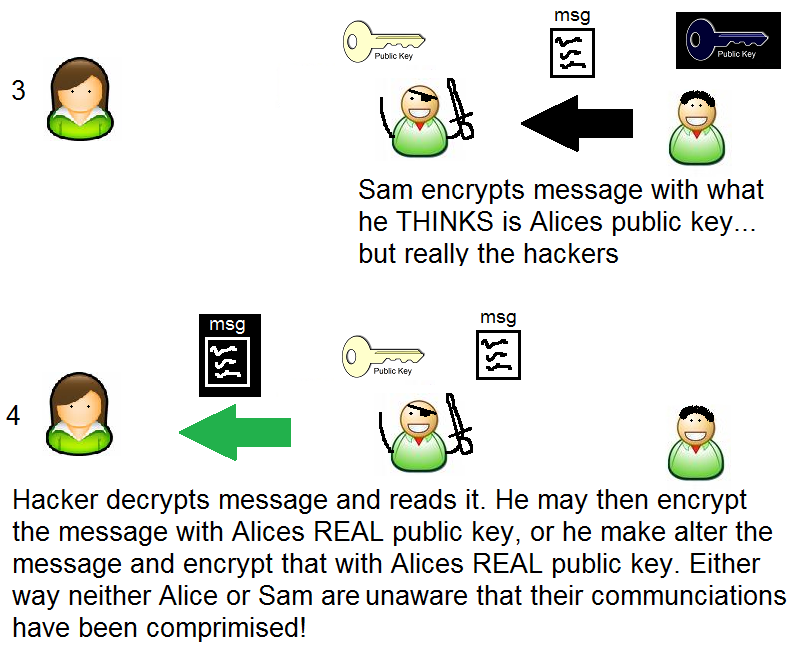 msg
Public Key
Public Key
3
Sam encrypts message with what
he THINKS is Alices public key...
but really the hackers
msg
msg
Public Key
4
Hacker decrypts message and reads it. He may then encrypt
the message with Alices REAL public key, or he make alter the
message and encrypt that with Alices REAL public key. Either
way neither Alice or Sam are unaware that their communciations
have been comprimised!